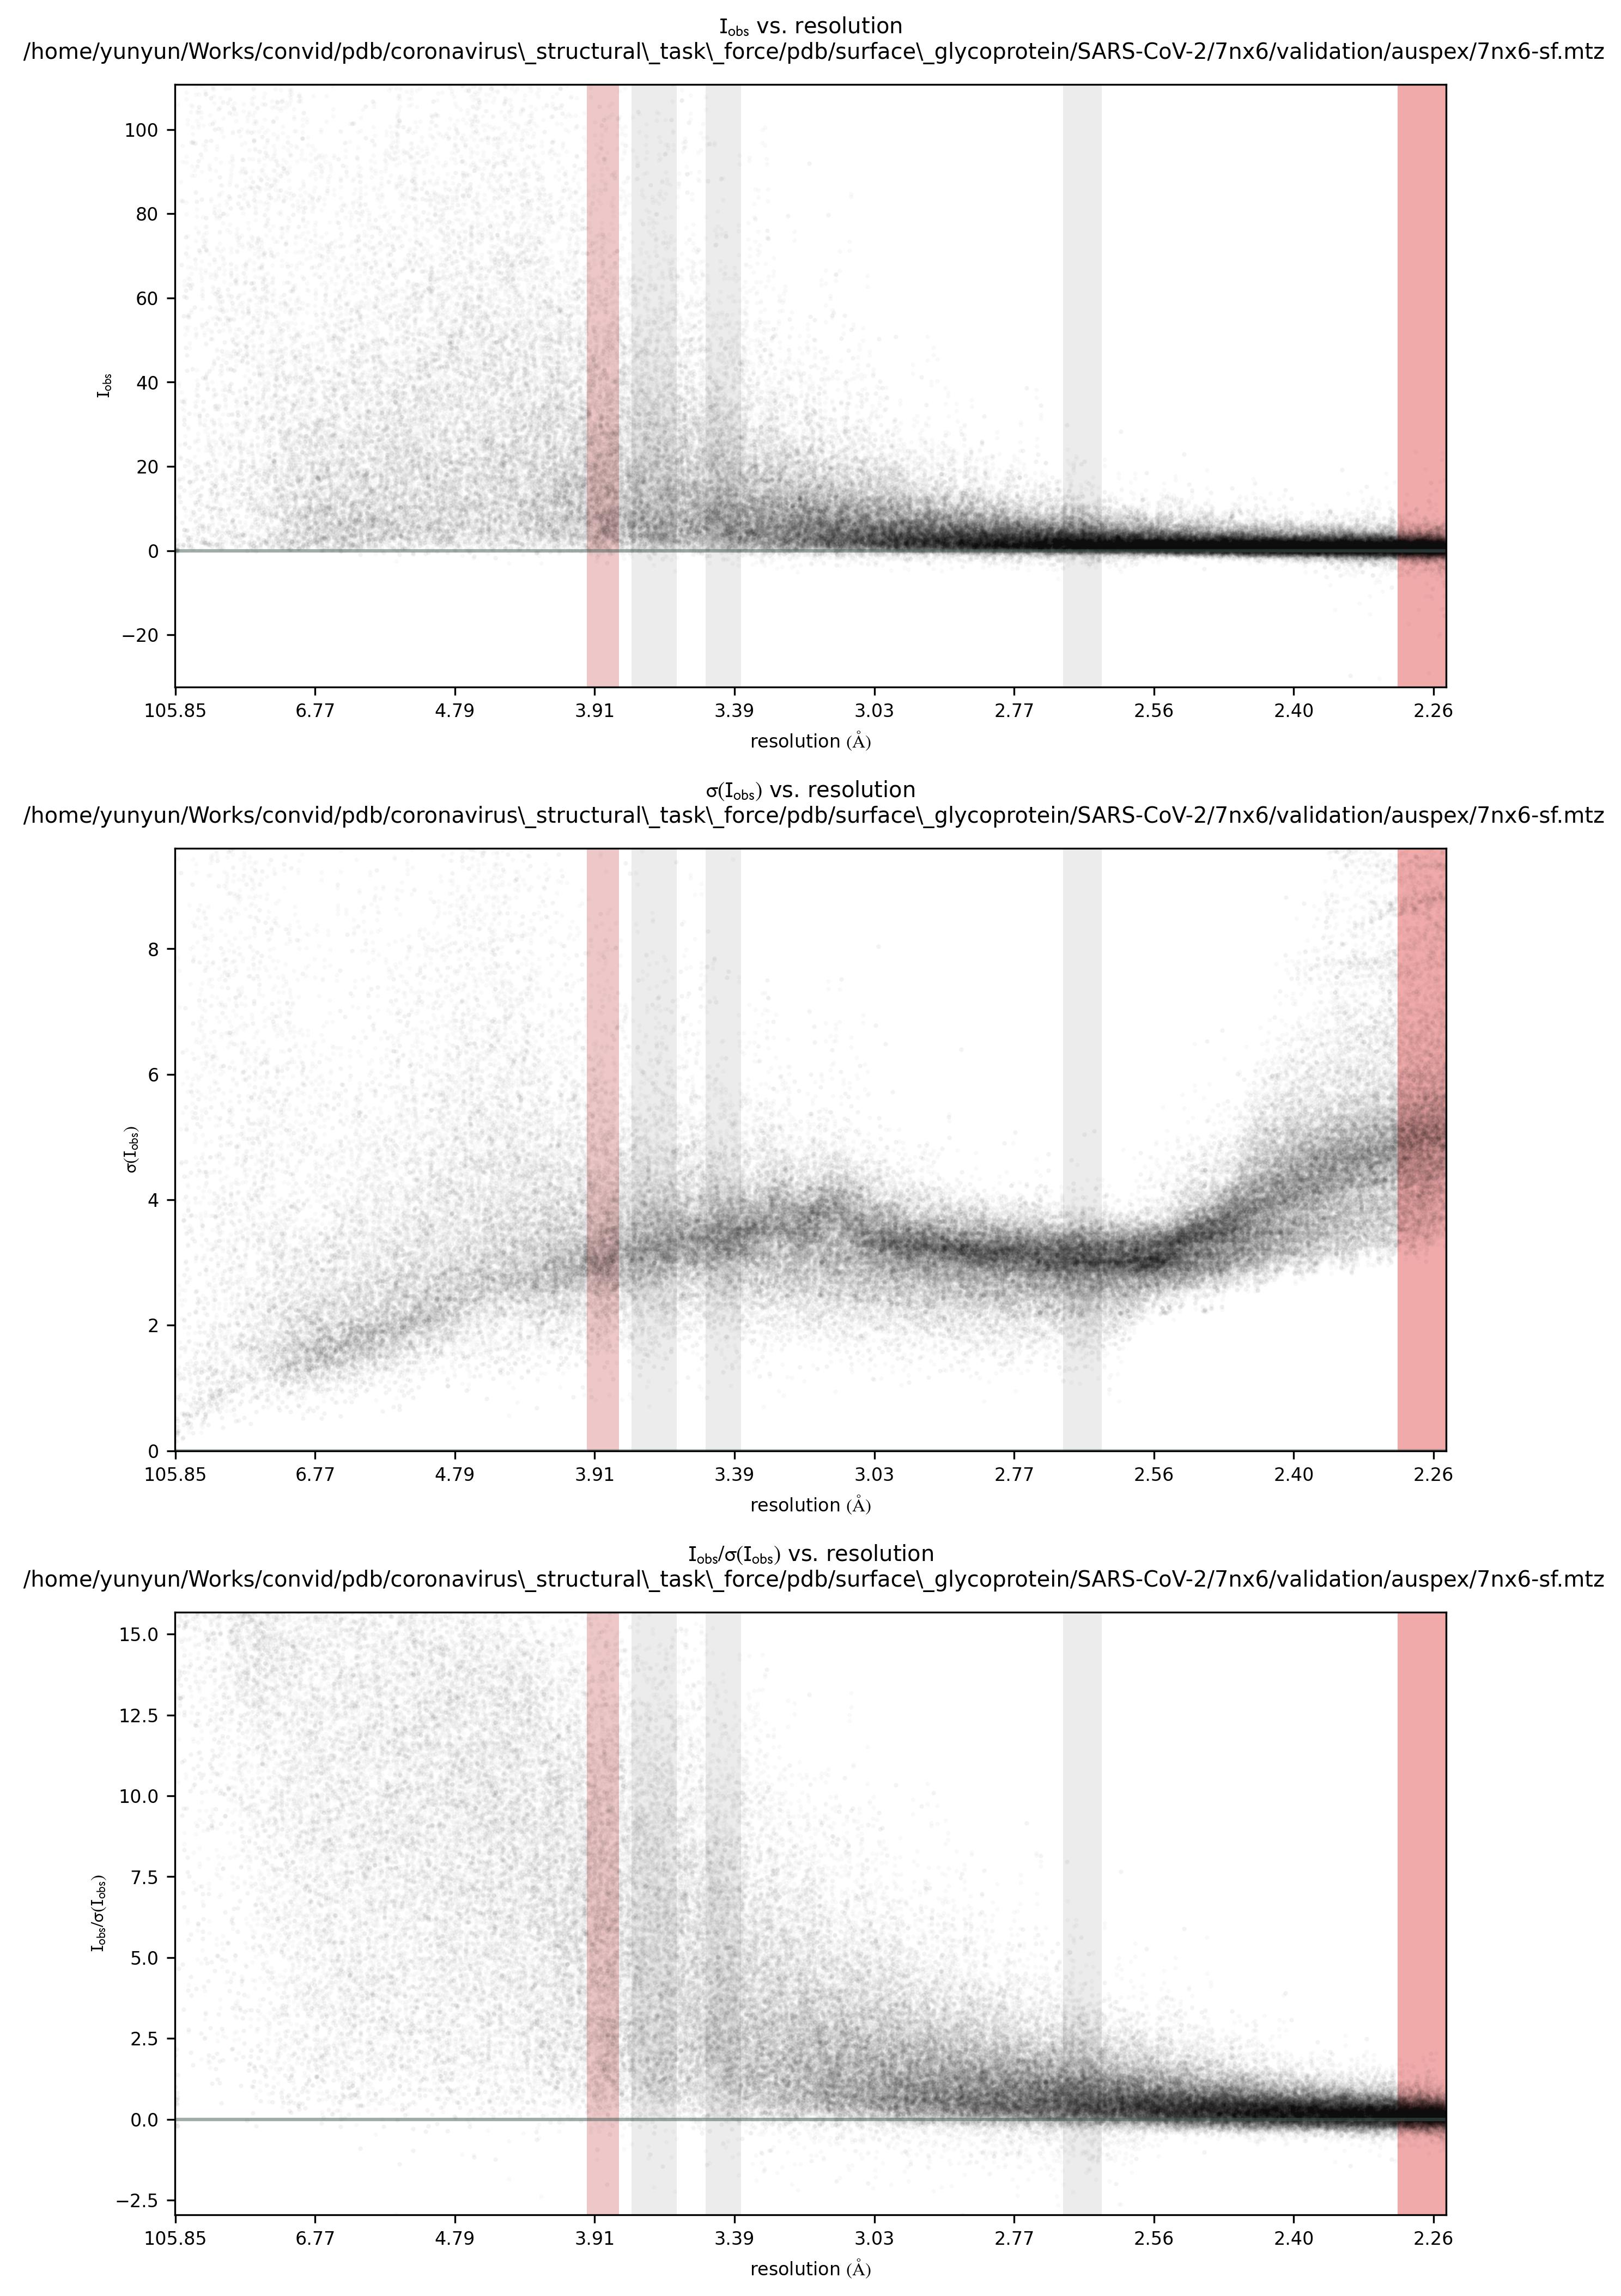 Iobs vs. resolution
/home/yunyun/Works/convid/pdb/coronavirus\_structural\_task\_force/pdb/surface\_glycoprotein/SARS-CoV-2/7nx6/validation/auspex/7nx6-sf.mtz
100
80
60
40
20
0
−20
Iobs
105.85 6.77 4.79 3.91 3.39 3.03 2.77 2.56 2.40 2.26
resolution (Å)
σ(Iobs) vs. resolution
/home/yunyun/Works/convid/pdb/coronavirus\_structural\_task\_force/pdb/surface\_glycoprotein/SARS-CoV-2/7nx6/validation/auspex/7nx6-sf.mtz
8
6
4
2
0
σ(Iobs)
105.85 6.77 4.79 3.91 3.39 3.03 2.77 2.56 2.40 2.26
resolution (Å)
Iobs/σ(Iobs) vs. resolution
/home/yunyun/Works/convid/pdb/coronavirus\_structural\_task\_force/pdb/surface\_glycoprotein/SARS-CoV-2/7nx6/validation/auspex/7nx6-sf.mtz
15.0
12.5
10.0
7.5
5.0
2.5
0.0
−2.5
Iobs/σ(Iobs)
105.85 6.77 4.79 3.91 3.39 3.03 2.77 2.56 2.40 2.26
resolution (Å)